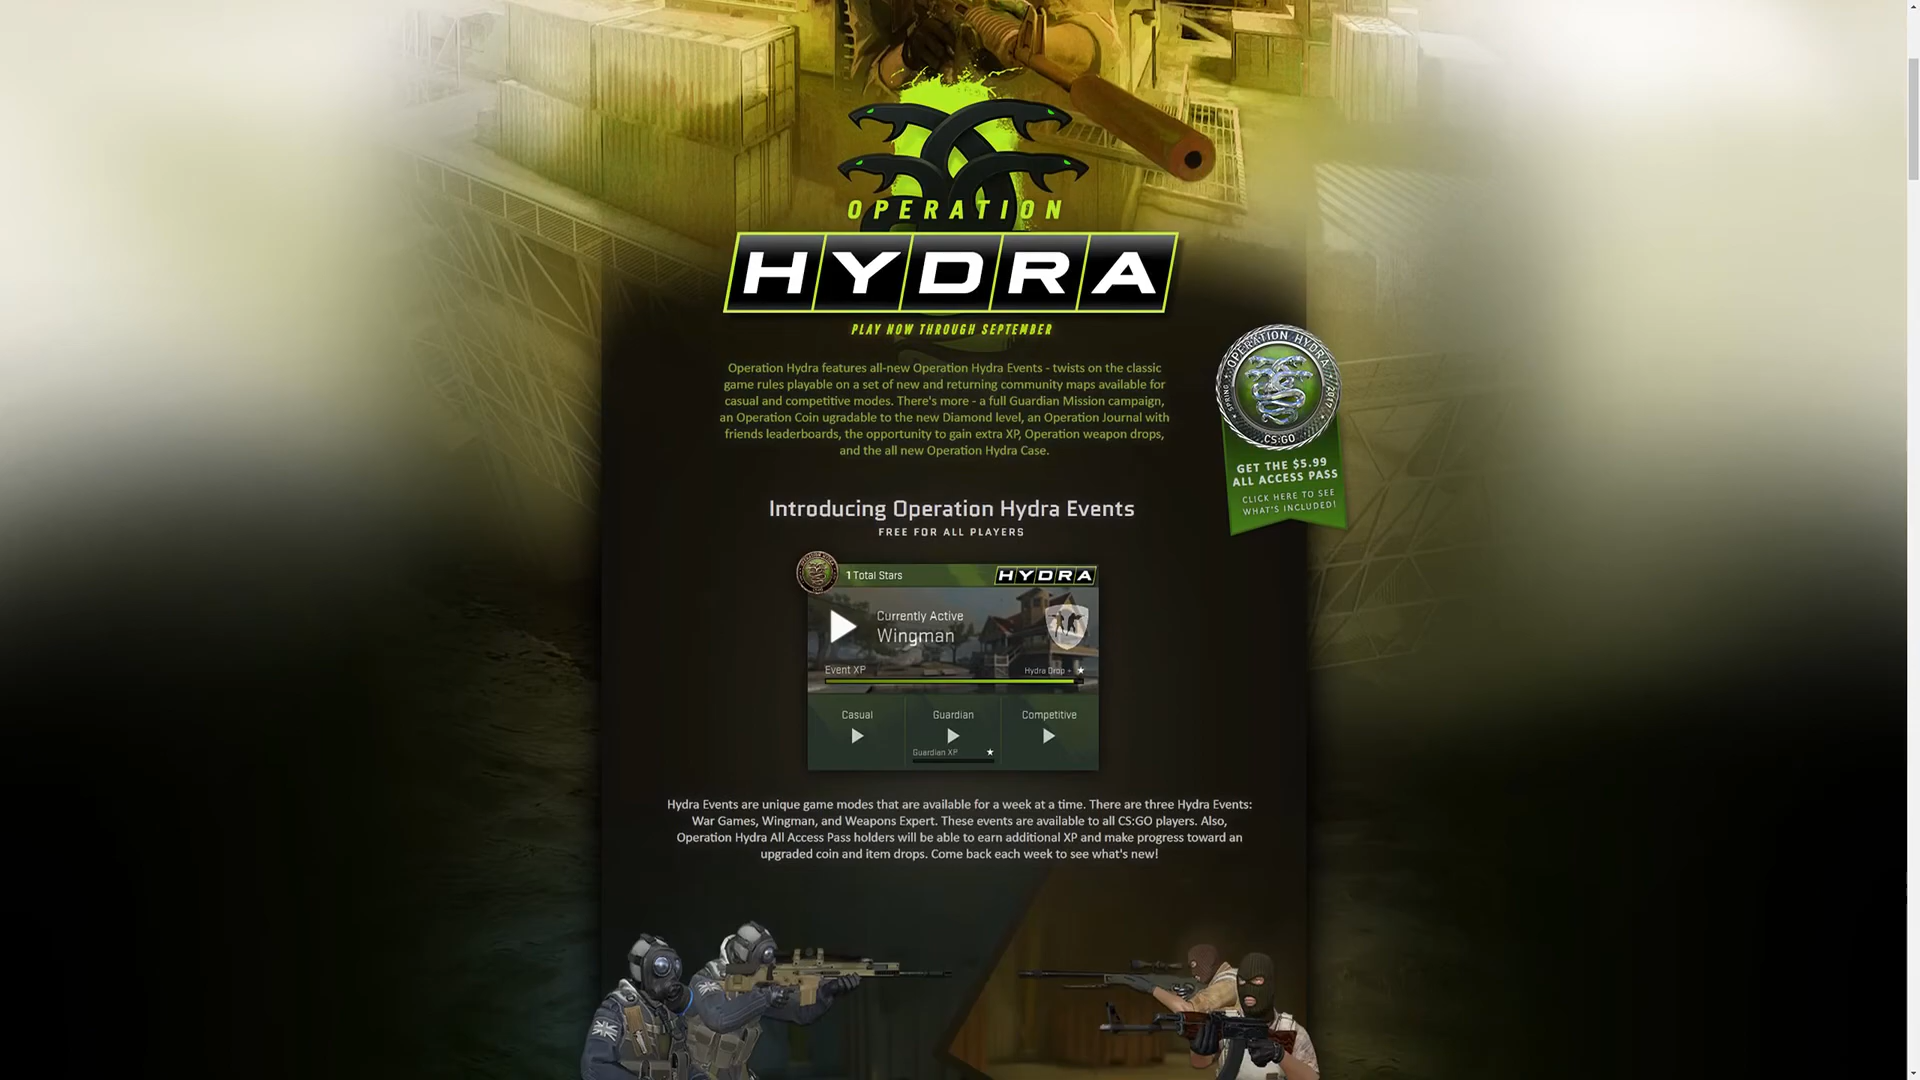 OPERATION
HYDRA
PLAY NOW THROUGH SEPTEMBER
Operation Hydra features all-new Operation Hydra Events - twists on the classic
game rules playable on a set of new and returning community maps available for
casual and competitive modes. There's more - a full Guardian Mission campaign,
an Operation Coin ugradable to the new Diamond level, an Operation Journal with
friends leaderboards, the opportunity to gain extra XP, Operation weapon drops,
and the all new Operation Hydra Case.
OPERATION HYDRA
SPRING
2017
CS:GO
GET THE $5.99
ALL ACCESS PASS
CLICK HERE TO SEE
WHAT'S INCLUDED!
Introducing Operation Hydra Events
FREE FOR ALL PLAYERS
1 Total Stars
HYDRA
Currently Active
Wingman
Event XP
Hydra Drop +
Casual
Guardian
Competitive
Guardian XP
Hydra Events are unique game modes that are available for a week at a time. There are three Hydra Events:
War Games, Wingman, and Weapons Expert. These events are available to all CS:GO players. Also,
Operation Hydra All Access Pass holders will be able to earn additional XP and make progress toward an
upgraded coin and item drops. Come back each week to see what's new!